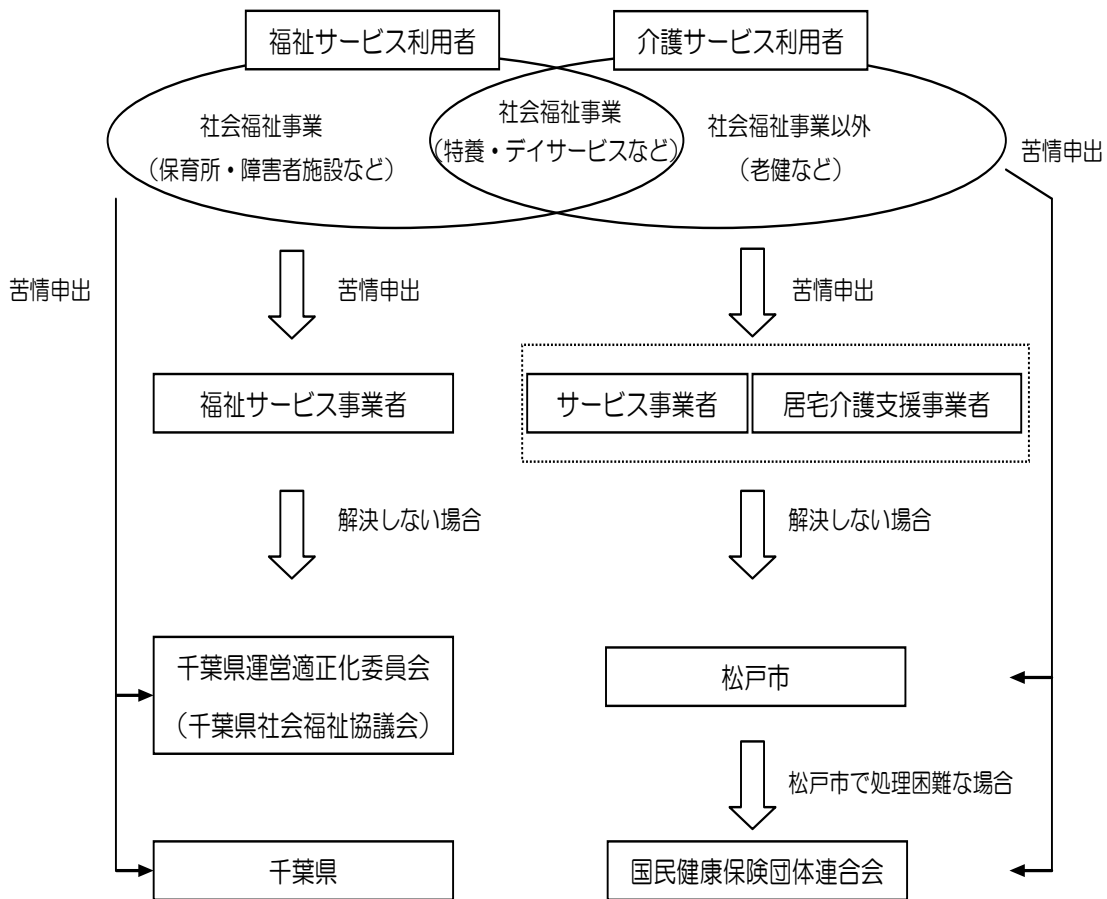 福祉サービス利用者
介護サービス利用者
社会福祉事業
(保育所・障害者施設など)
社会福祉事業
(特養・デイサービスなど)
社会福祉事業以外
(老健など)
苦情申出
苦情申出
苦情申出
苦情申出
福祉サービス事業者
サービス事業者
居宅介護支援事業者
解決しない場合
解決しない場合
千葉県運営適正化委員会
(千葉県社会福祉協議会)
松戸市
松戸市で処理困難な場合
千葉県
国民健康保険団体連合会